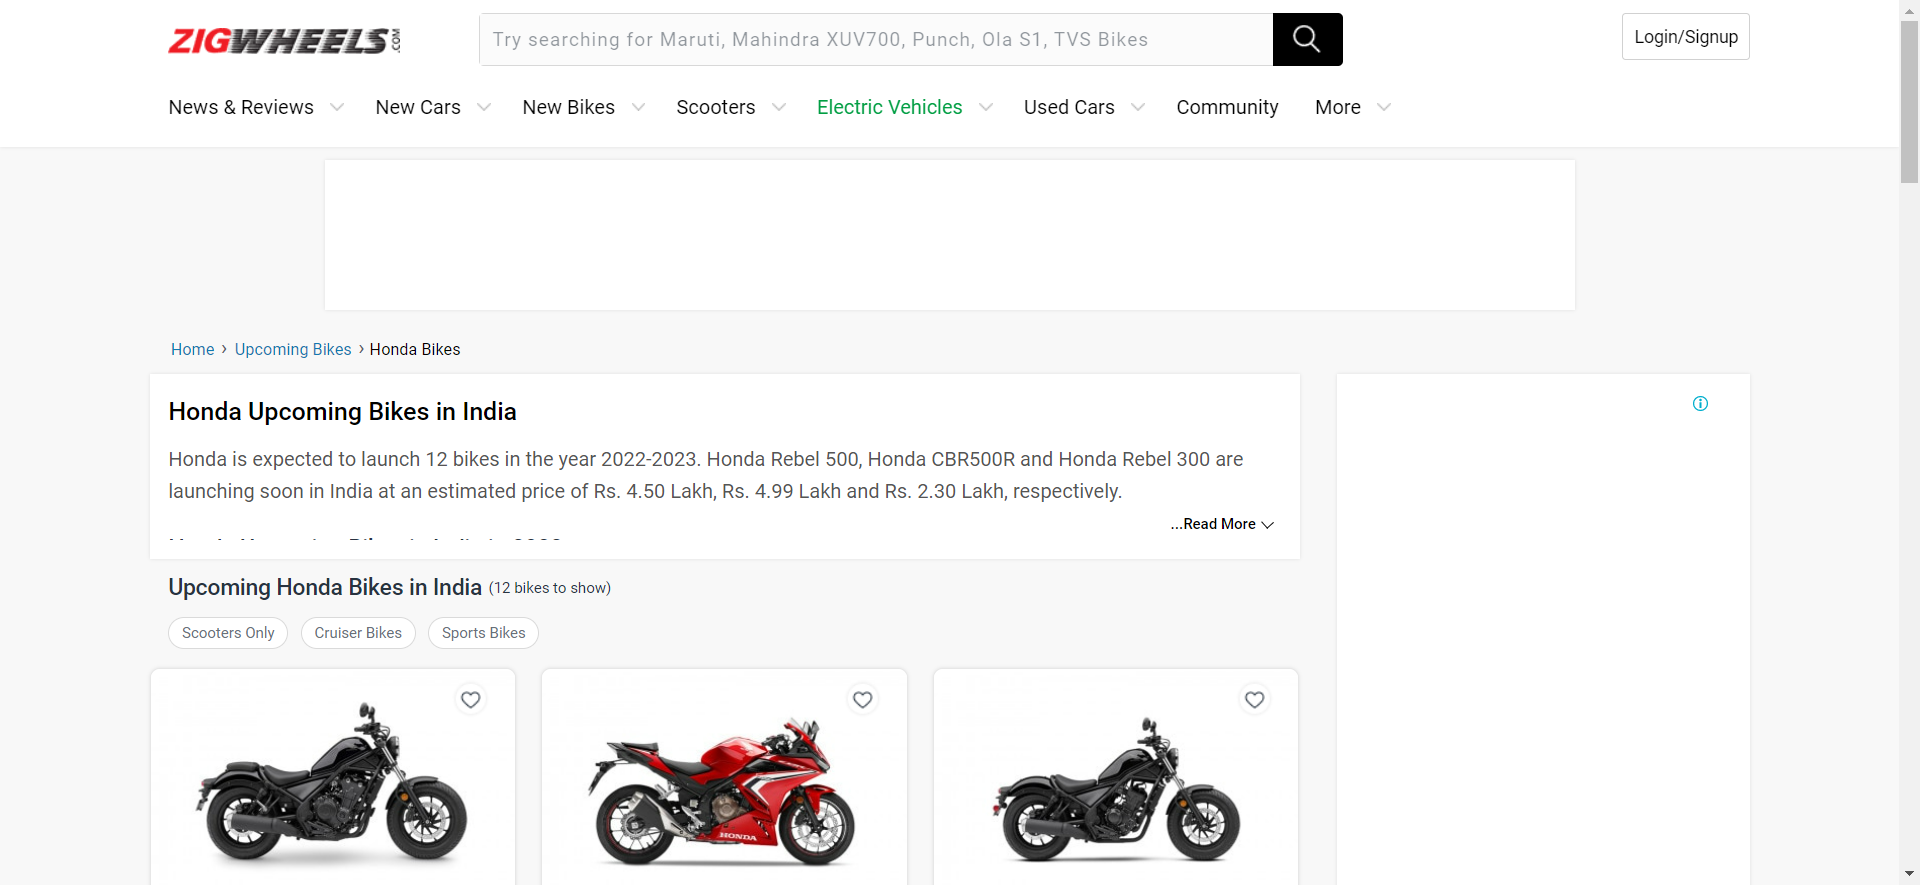 ZIGWHEELS.COM
Try searching for Maruti, Mahindra XUV700, Punch, Ola S1, TVS Bikes
Login/Signup
News & Reviews New Cars New Bikes Scooters Electric Vehicles Used Cars Community More
Home › Upcoming Bikes › Honda Bikes
Honda Upcoming Bikes in India
Honda is expected to launch 12 bikes in the year 2022-2023. Honda Rebel 500, Honda CBR500R and Honda Rebel 300 are
launching soon in India at an estimated price of Rs. 4.50 Lakh, Rs. 4.99 Lakh and Rs. 2.30 Lakh, respectively.
...Read More
Upcoming Honda Bikes in India (12 bikes to show)
Scooters Only Cruiser Bikes Sports Bikes
HONDA